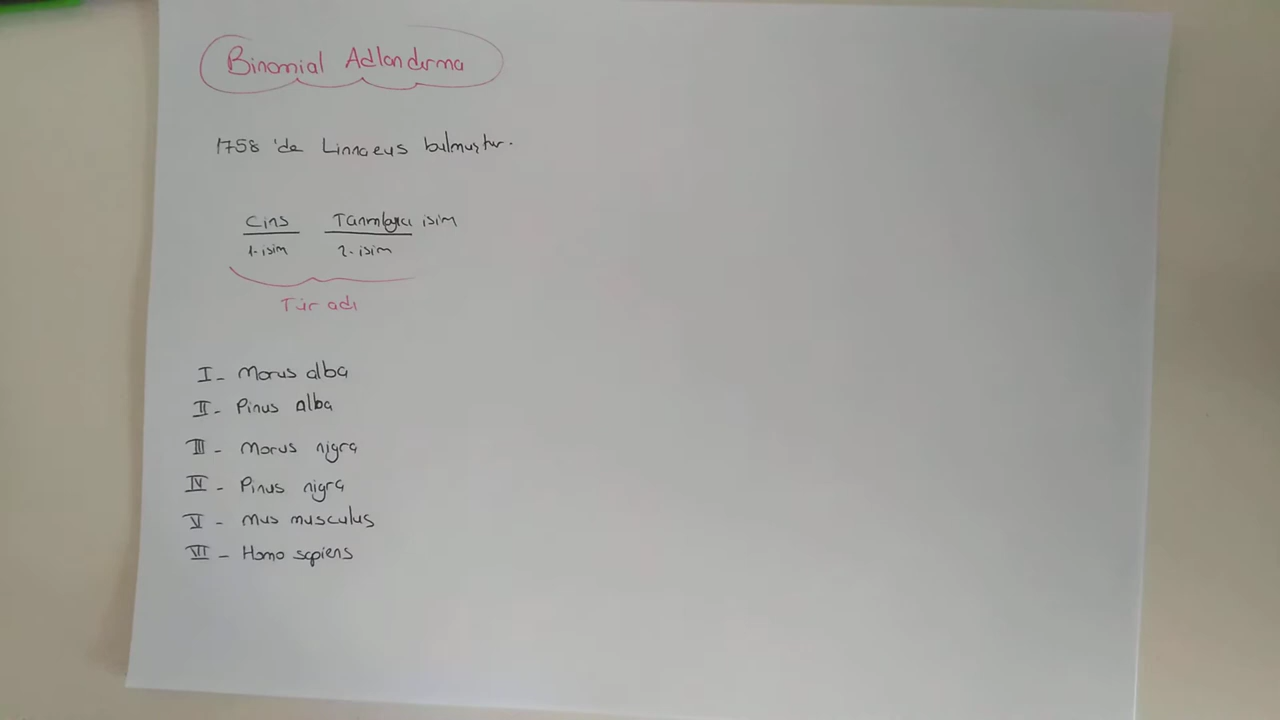 Binomial Adlandırma
1758 'de Linnaeus bulmuştur.
Cins Tanımlayıcı isim
1. isim 2. isim
Tür adı
I - Morus alba
II - Pinus alba
III - Morus nigra
IV - Pinus nigra
V - Mus musculus
VI - Homo sapiens